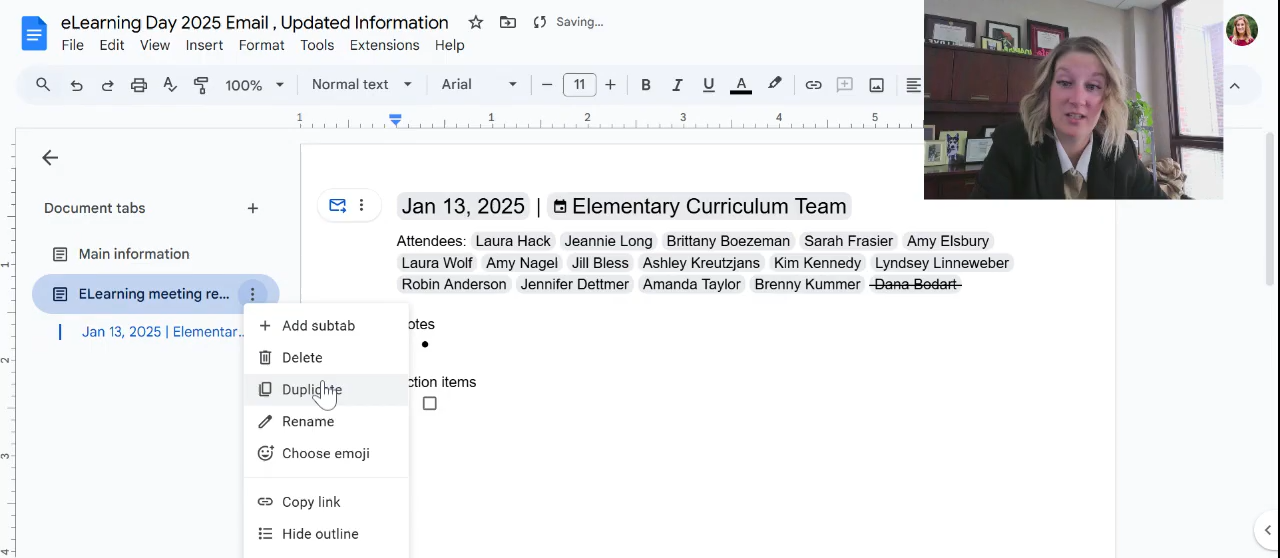 eLearning Day 2025 Email , Updated Information Saving...
File Edit View Insert Format Tools Extensions Help
100% Normal text Arial 11 B I U A
1 1 2 3 4 5
Document tabs
Main information
ELearning meeting re...
Jan 13, 2025 | Elementar...
Add subtab
Delete
Duplicate
Rename
Choose emoji
Copy link
Hide outline
Jan 13, 2025 | Elementary Curriculum Team
Attendees: Laura Hack Jeannie Long Brittany Boezeman Sarah Frasier Amy Elsbury
Laura Wolf Amy Nagel Jill Bless Ashley Kreutzjans Kim Kennedy Lyndsey Linneweber
Robin Anderson Jennifer Dettmer Amanda Taylor Brenny Kummer Dana Bodart
otes
ction items
1
2
3
4